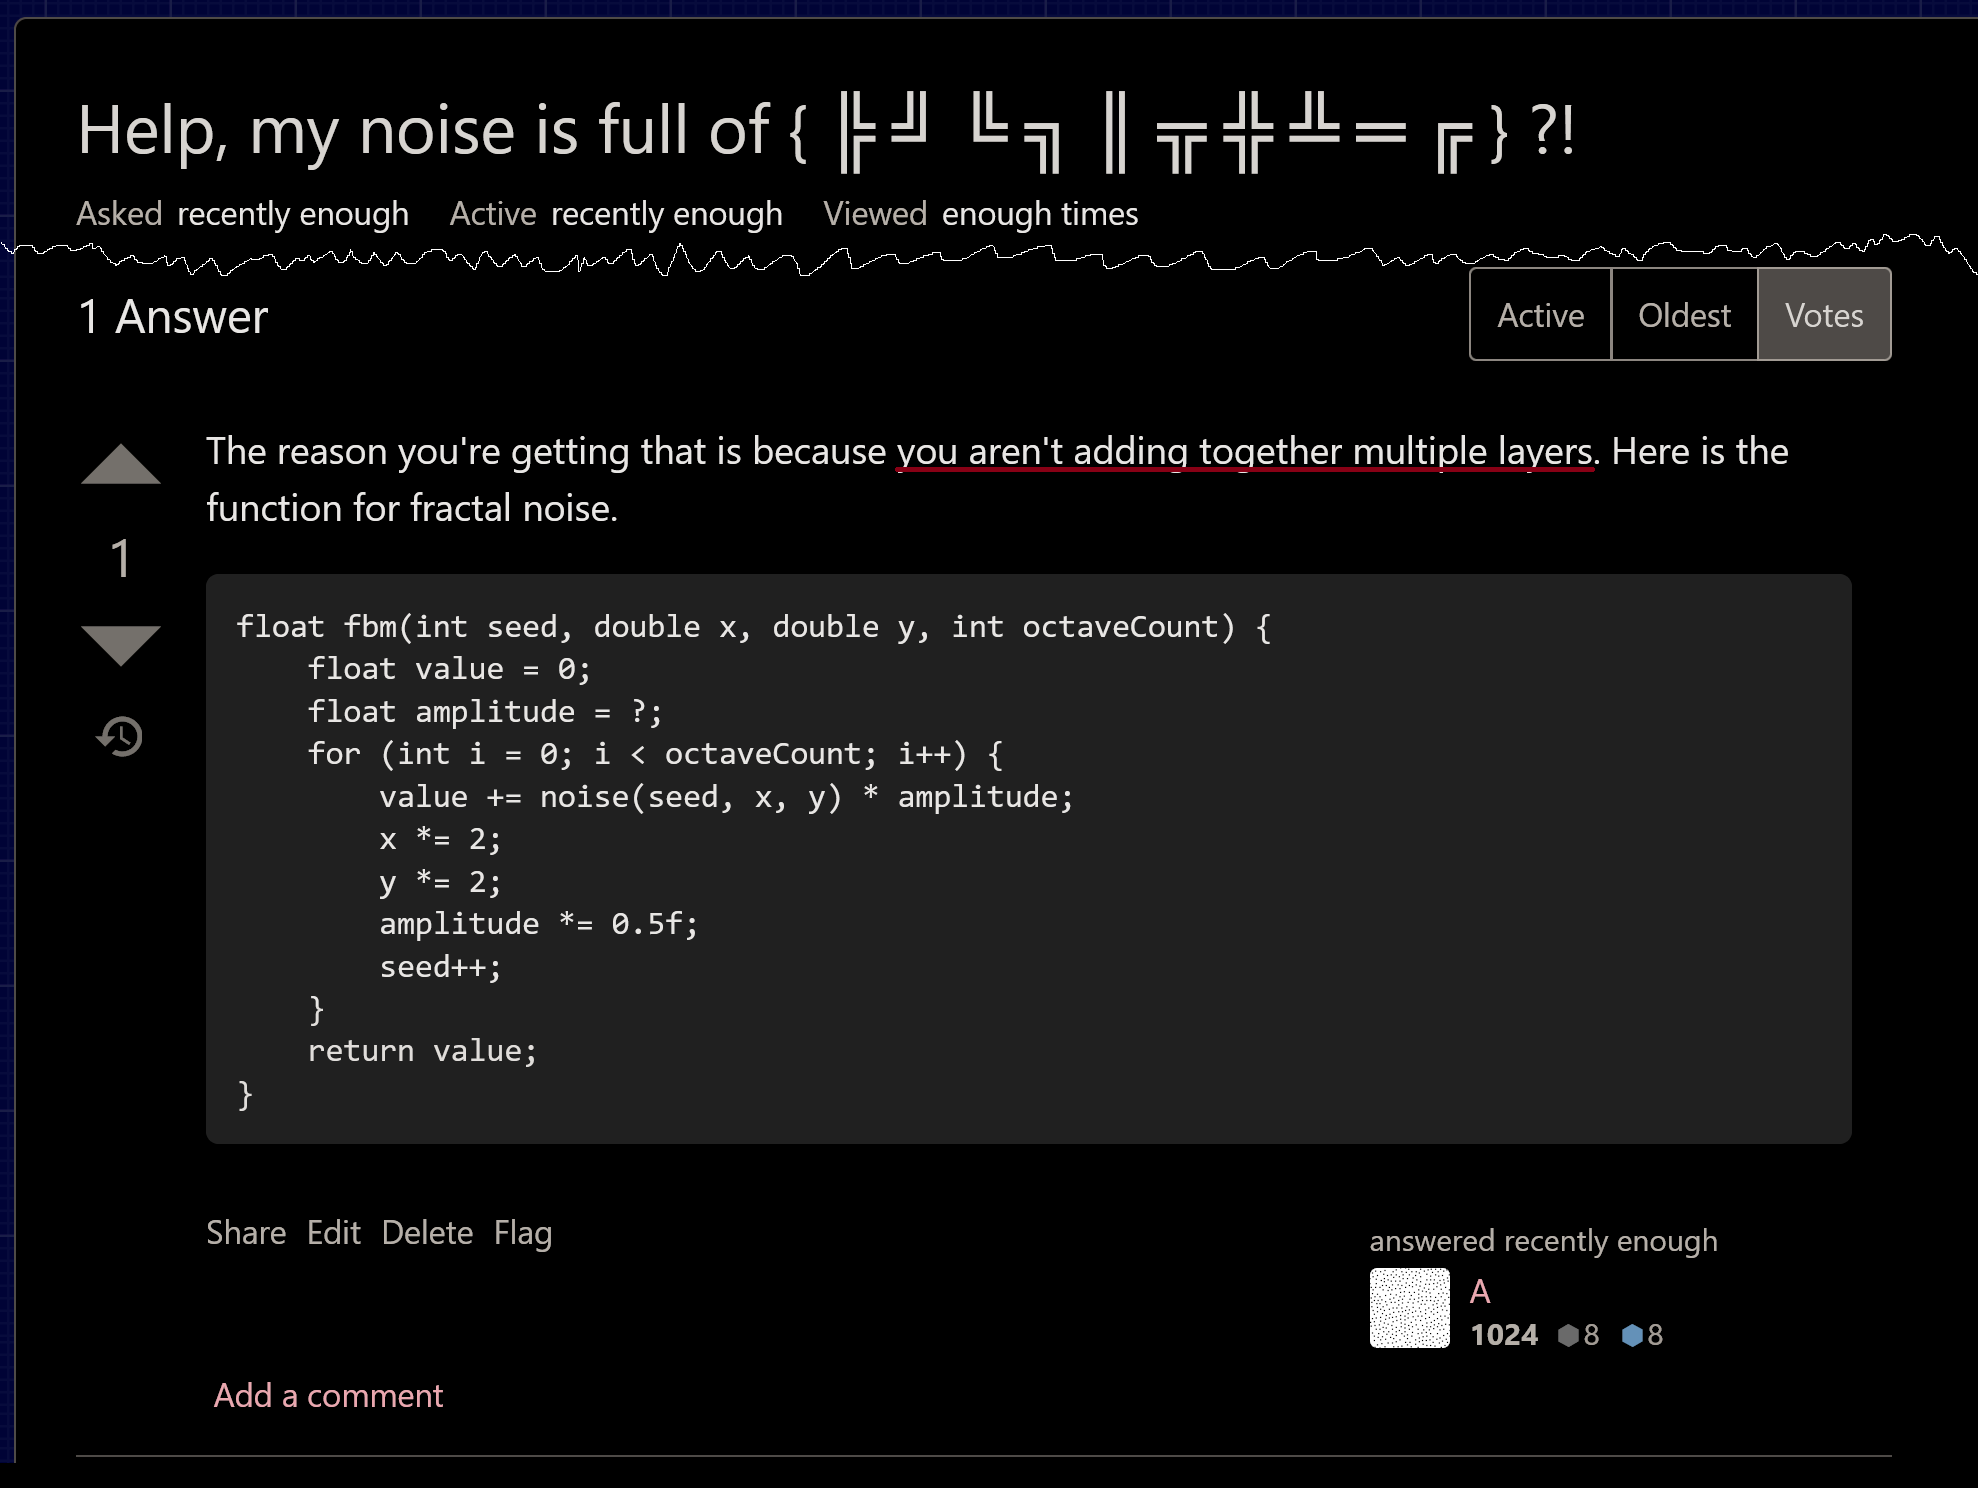 Help, my noise is full of { ╠ ╝ ╚ ╗ ║ ╦ ╬ ╩ ═ ╔ } ?!
Asked recently enough Active recently enough Viewed enough times
1 Answer
Active Oldest Votes
The reason you're getting that is because you aren't adding together multiple layers. Here is the
function for fractal noise.
1
float fbm(int seed, double x, double y, int octaveCount) {
    float value = 0;
    float amplitude = ?;
    for (int i = 0; i < octaveCount; i++) {
        value += noise(seed, x, y) * amplitude;
        x *= 2;
        y *= 2;
        amplitude *= 0.5f;
        seed++;
    }
    return value;
}
Share Edit Delete Flag
answered recently enough
A
1024 8 8
Add a comment